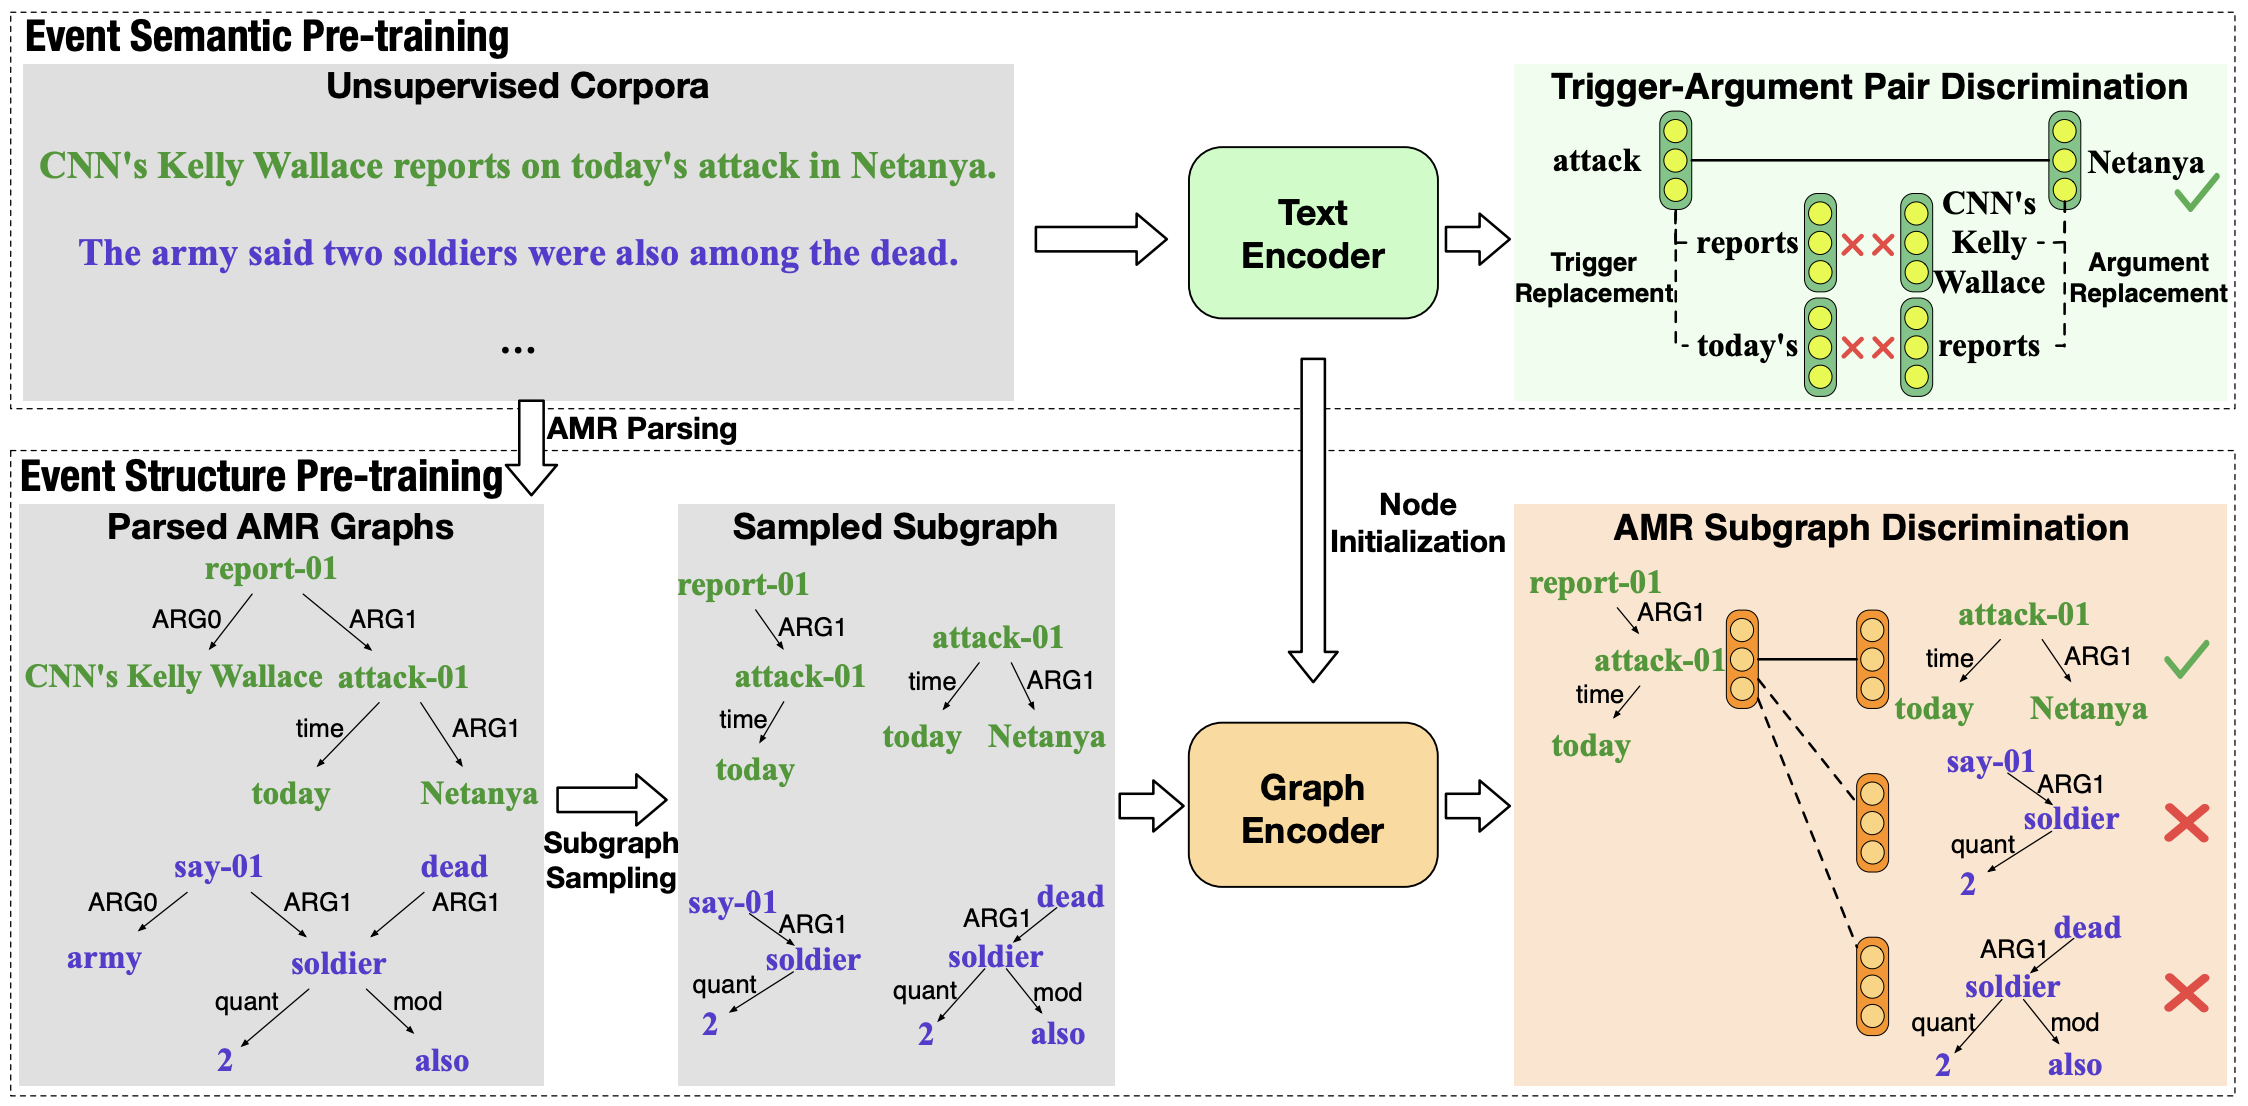 Event Semantic Pre-training
Unsupervised Corpora
CNN's Kelly Wallace reports on today's attack in Netanya.
The army said two soldiers were also among the dead.
...
Text
Encoder
Trigger-Argument Pair Discrimination
attack
Netanya
reports
CNN's
Kelly
Wallace
Trigger
Replacement
Argument
Replacement
today's
reports
AMR Parsing
Node
Initialization
Event Structure Pre-training
Parsed AMR Graphs
report-01
ARG0
ARG1
CNN's Kelly Wallace
attack-01
time
ARG1
today
Netanya
say-01
dead
ARG0
ARG1
ARG1
army
soldier
quant
mod
2
also
Subgraph
Sampling
Sampled Subgraph
report-01
ARG1
attack-01
time
today
attack-01
time
ARG1
today
Netanya
say-01
ARG1
soldier
quant
2
dead
ARG1
soldier
quant
mod
2
also
Graph
Encoder
AMR Subgraph Discrimination
report-01
ARG1
attack-01
time
today
attack-01
time
ARG1
today
Netanya
say-01
ARG1
soldier
quant
2
dead
ARG1
soldier
quant
mod
2
also